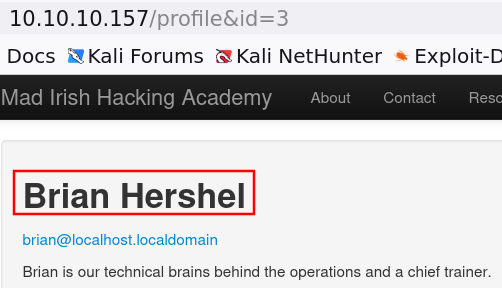 10.10.10.157/profile&id=3
Docs Kali Forums Kali NetHunter Exploit-D
Mad Irish Hacking Academy About Contact Reso
Brian Hershel
brian@localhost.localdomain
Brian is our technical brains behind the operations and a chief trainer.